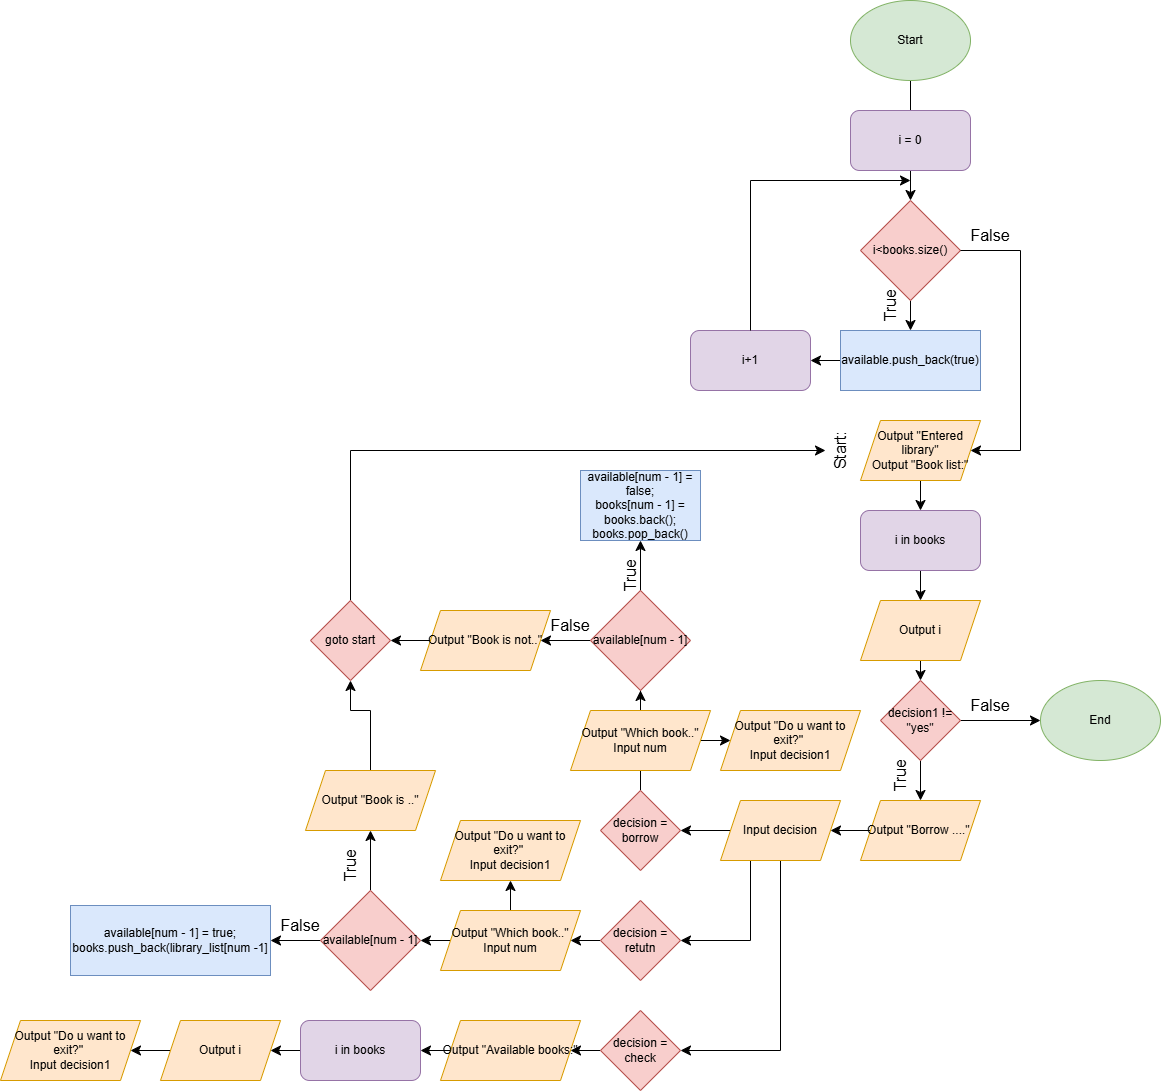 Start
i = 0
i<books.size()
False
True
available.push_back(true)
i+1
Start:
Output "Entered
library"
Output "Book list:"
available[num - 1] =
false;
books[num - 1] =
books.back();
books.pop_back()
i in books
True
goto start
Output "Book is not.."
False
available[num - 1]
Output i
decision1 !=
"yes"
False
End
Output "Which book.."
Input num
Output "Do u want to
exit?"
Input decision1
True
Output "Book is .."
decision =
borrow
Input decision
Output "Borrow ...."
Output "Do u want to
exit?"
Input decision1
True
available[num - 1] = true;
books.push_back(library_list[num -1]
False
available[num - 1]
Output "Which book.."
Input num
decision =
retutn
Output "Do u want to
exit?"
Input decision1
Output i
i in books
Output "Available books:"
decision =
check